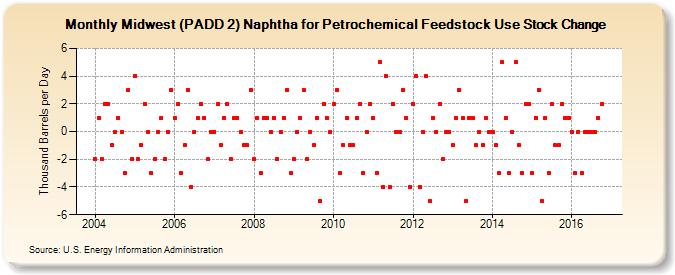 Monthly Midwest (PADD 2) Naphtha for Petrochemical Feedstock Use Stock Change
Thousand Barrels per Day
6
4
2
0
-2
-4
-6
2004 2006 2008 2010 2012 2014 2016
Source: U.S. Energy Information Administration